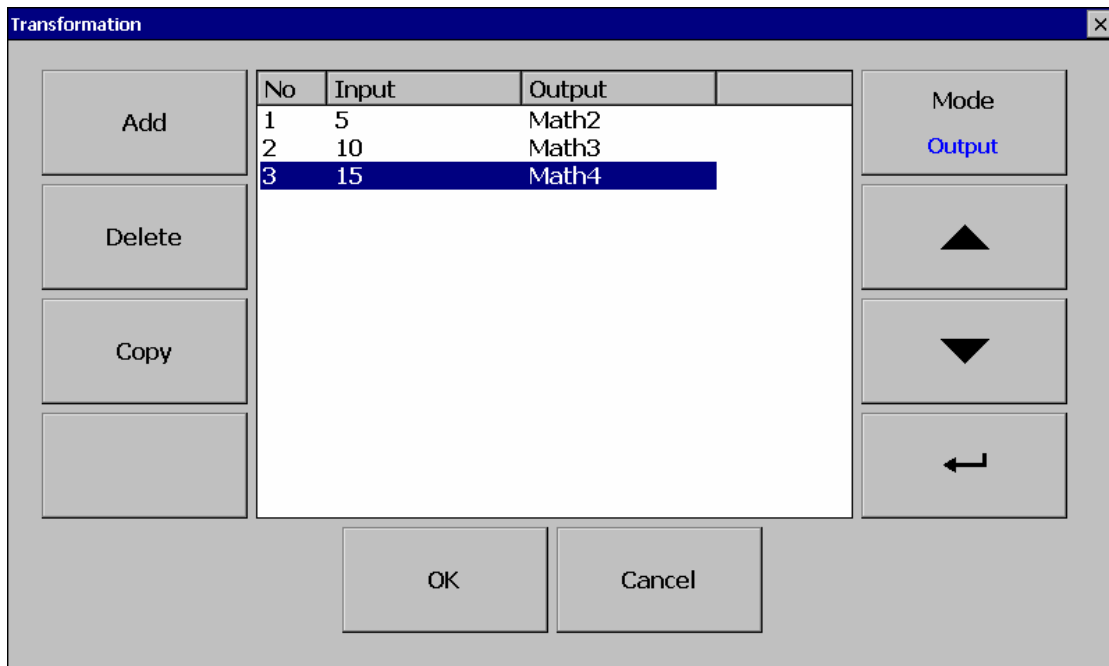 Transformation
Add
Delete
Copy
No Input Output
1 5 Math2
2 10 Math3
3 15 Math4
Mode
Output
OK
Cancel